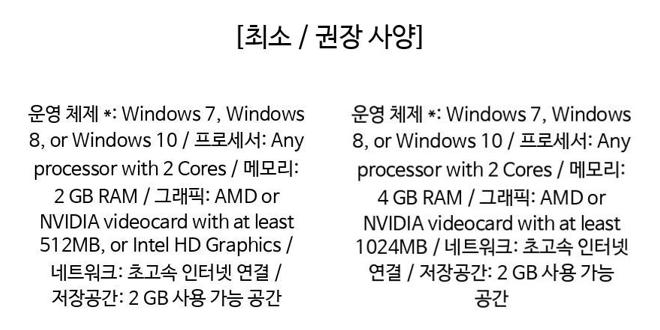 [최소 / 권장 사양]
운영 체제 *: Windows 7, Windows
8, or Windows 10 / 프로세서: Any
processor with 2 Cores / 메모리:
2 GB RAM / 그래픽: AMD or
NVIDIA videocard with at least
512MB, or Intel HD Graphics /
네트워크: 초고속 인터넷 연결 /
저장공간: 2 GB 사용 가능 공간
운영 체제 *: Windows 7, Windows
8, or Windows 10 / 프로세서: Any
processor with 2 Cores / 메모리:
4 GB RAM / 그래픽: AMD or
NVIDIA videocard with at least
1024MB / 네트워크: 초고속 인터넷
연결 / 저장공간: 2 GB 사용 가능
공간